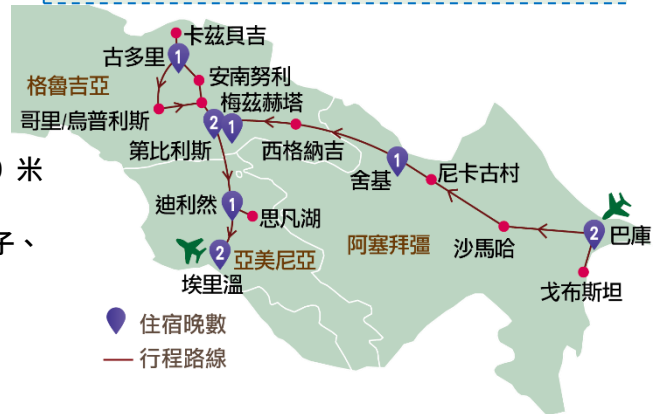 卡茲貝吉
古多里
1
安南努利
格魯吉亞
梅茲赫塔
哥里/烏普利斯
2
1
第比利斯
西格納吉
）米
舍基
1
尼卡古村
迪利然
1
思凡湖
子、
阿塞拜疆
沙馬哈
2
巴庫
2
亞美尼亞
埃里溫
戈布斯坦
住宿晚數
行程路線